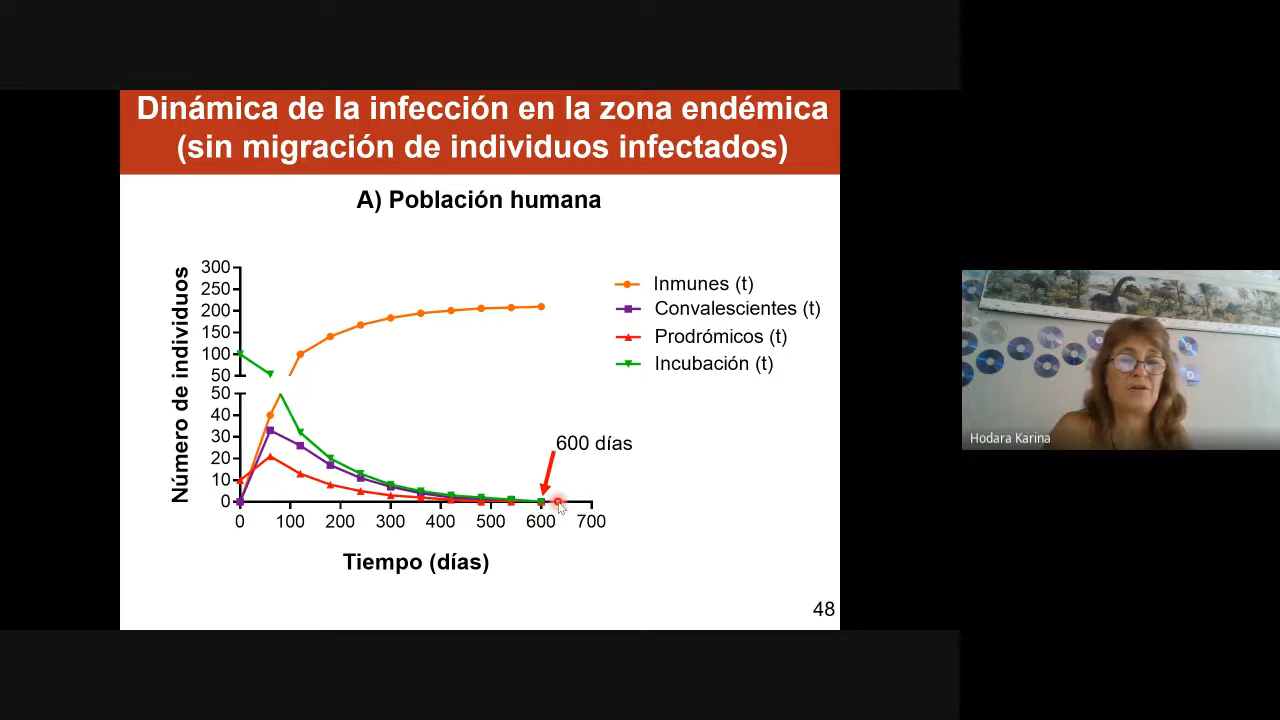 Dinámica de la infección en la zona endémica
(sin migración de individuos infectados)
A) Población humana
Número de individuos
300
250
200
150
100
50
50
40
30
20
10
0
Inmunes (t)
Convalescientes (t)
Prodrómicos (t)
Incubación (t)
600 días
0 100 200 300 400 500 600 700
Tiempo (días)
48
Hodara Karina